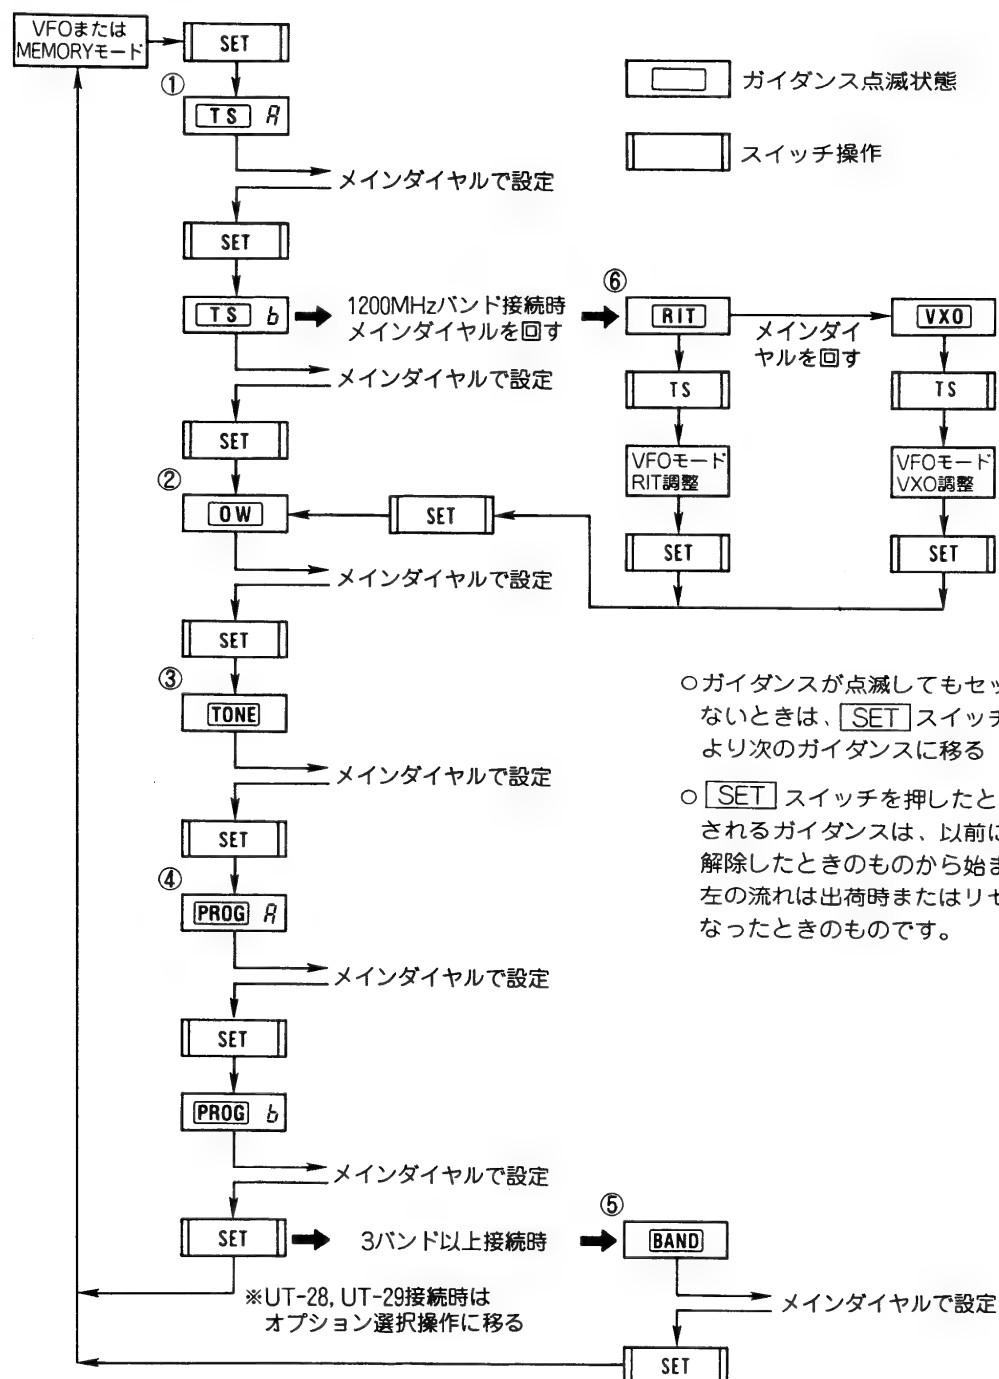 VFOまたは
MEMORYモード
SET
ガイダンス点滅状態
スイッチ操作
①
TS A
メインダイヤルで設定
SET
TS b
1200MHzバンド接続時
メインダイヤルを回す
⑥
RIT
メインダイ
ヤルを回す
VXO
メインダイヤルで設定
TS
TS
SET
VFOモード
RIT調整
VFOモード
VXO調整
②
OW
SET
SET
SET
メインダイヤルで設定
SET
③
TONE
メインダイヤルで設定
SET
④
PROG A
メインダイヤルで設定
SET
PROG b
メインダイヤルで設定
SET
3バンド以上接続時
⑤
BAND
※UT-28, UT-29接続時は
オプション選択操作に移る
メインダイヤルで設定
SET
○ガイダンスが点滅してもセッ
ないときは、SETスイッチ
より次のガイダンスに移る
○SETスイッチを押したと
されるガイダンスは、以前に
解除したときのものから始ま
左の流れは出荷時またはリセ
なったときのものです。